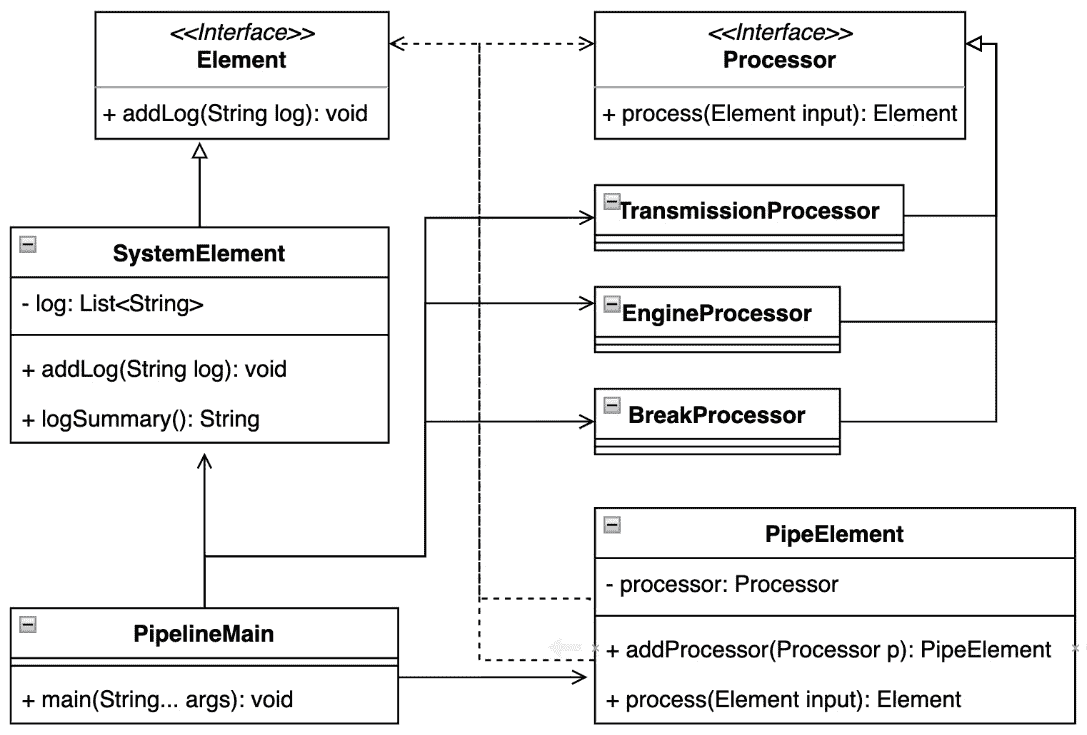 <<Interface>>
Element
+ addLog(String log): void
<<Interface>>
Processor
+ process(Element input): Element
TransmissionProcessor
SystemElement
- log: List<String>
+ addLog(String log): void
+ logSummary(): String
EngineProcessor
BreakProcessor
PipeElement
- processor: Processor
+ addProcessor(Processor p): PipeElement
+ process(Element input): Element
PipelineMain
+ main(String... args): void